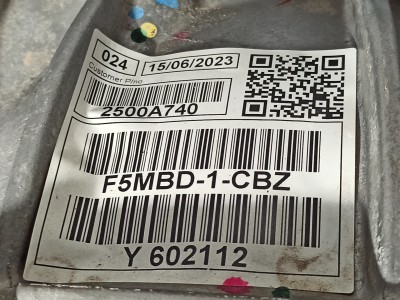 024 15/06/2023
Customer P/no
2500A740
F5MBD-1-CBZ
Y 602112